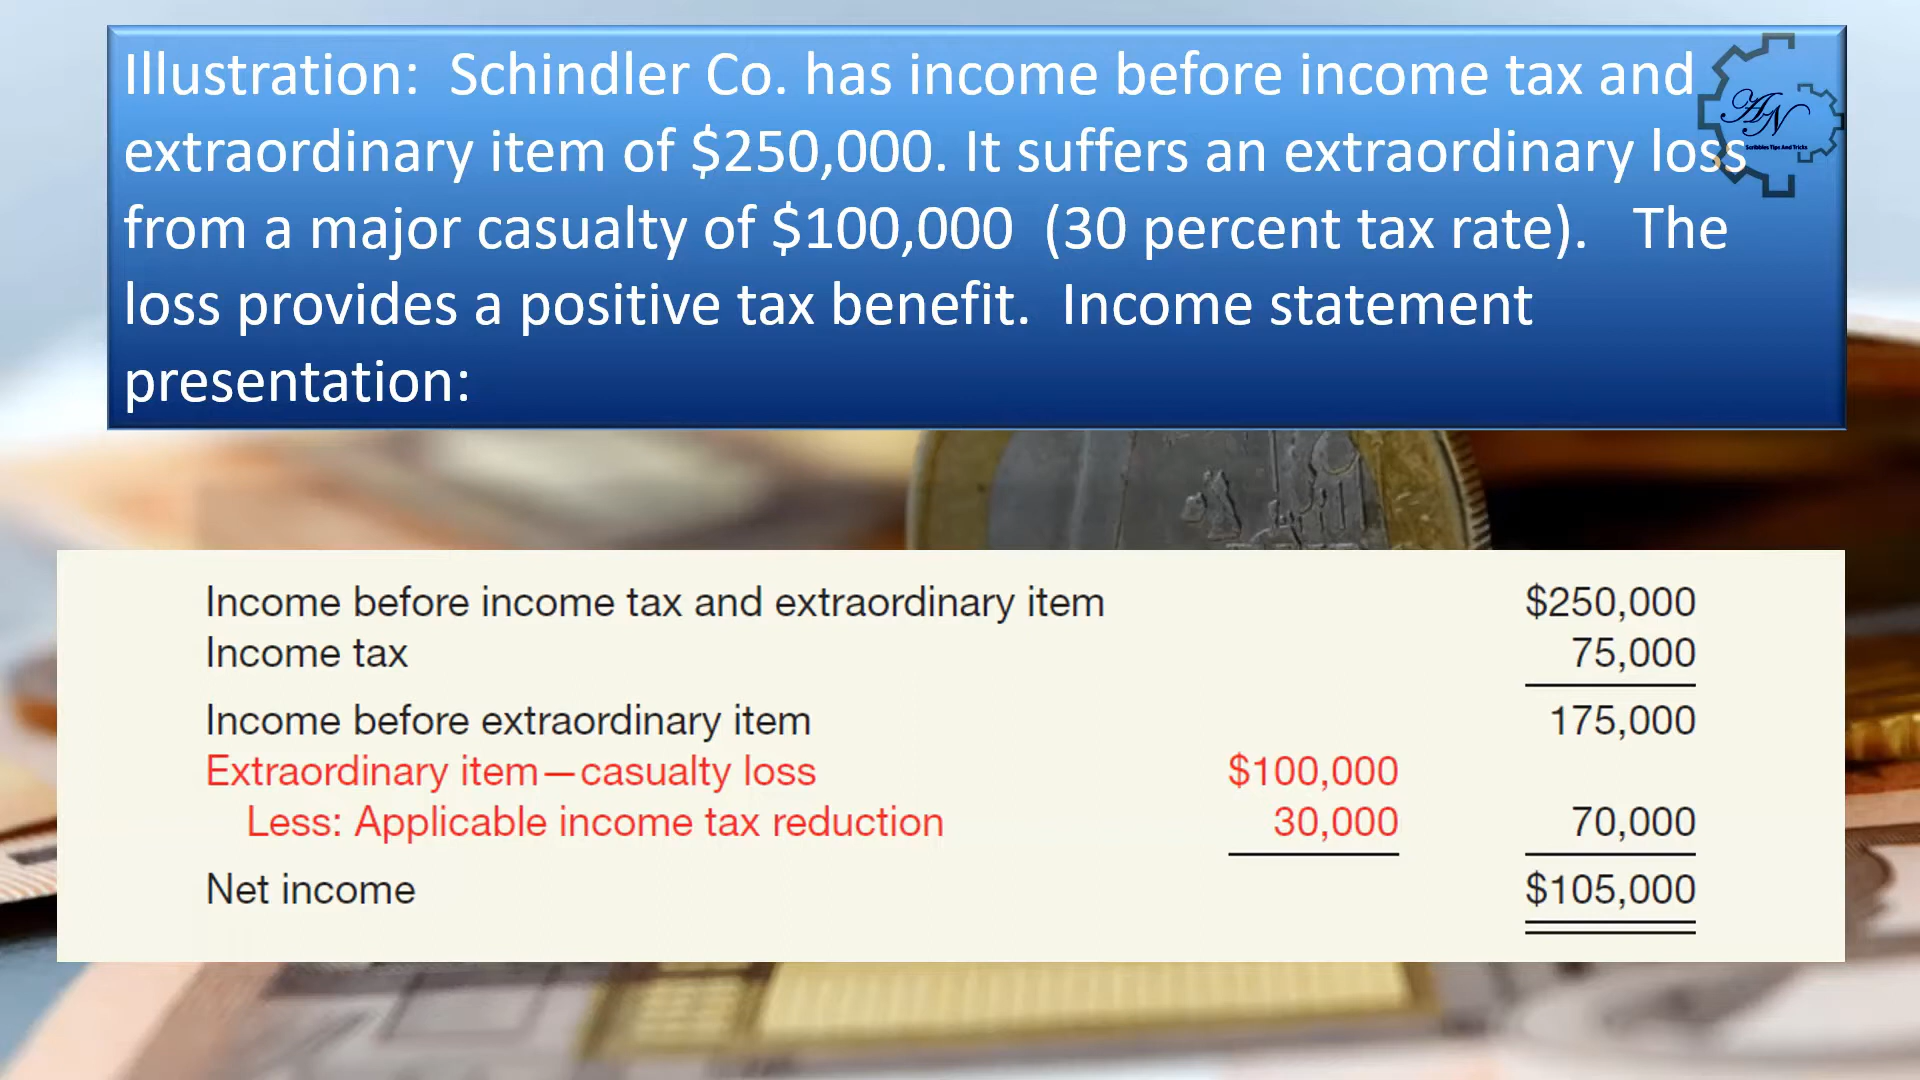 Illustration:  Schindler Co. has income before income tax and
extraordinary item of $250,000. It suffers an extraordinary loss
from a major casualty of $100,000  (30 percent tax rate).   The
loss provides a positive tax benefit.  Income statement
presentation:
AN
Scribbles Tips And Tricks
Income before income tax and extraordinary item $250,000
Income tax 75,000
Income before extraordinary item 175,000
Extraordinary item—casualty loss $100,000
Less: Applicable income tax reduction 30,000 70,000
Net income $105,000